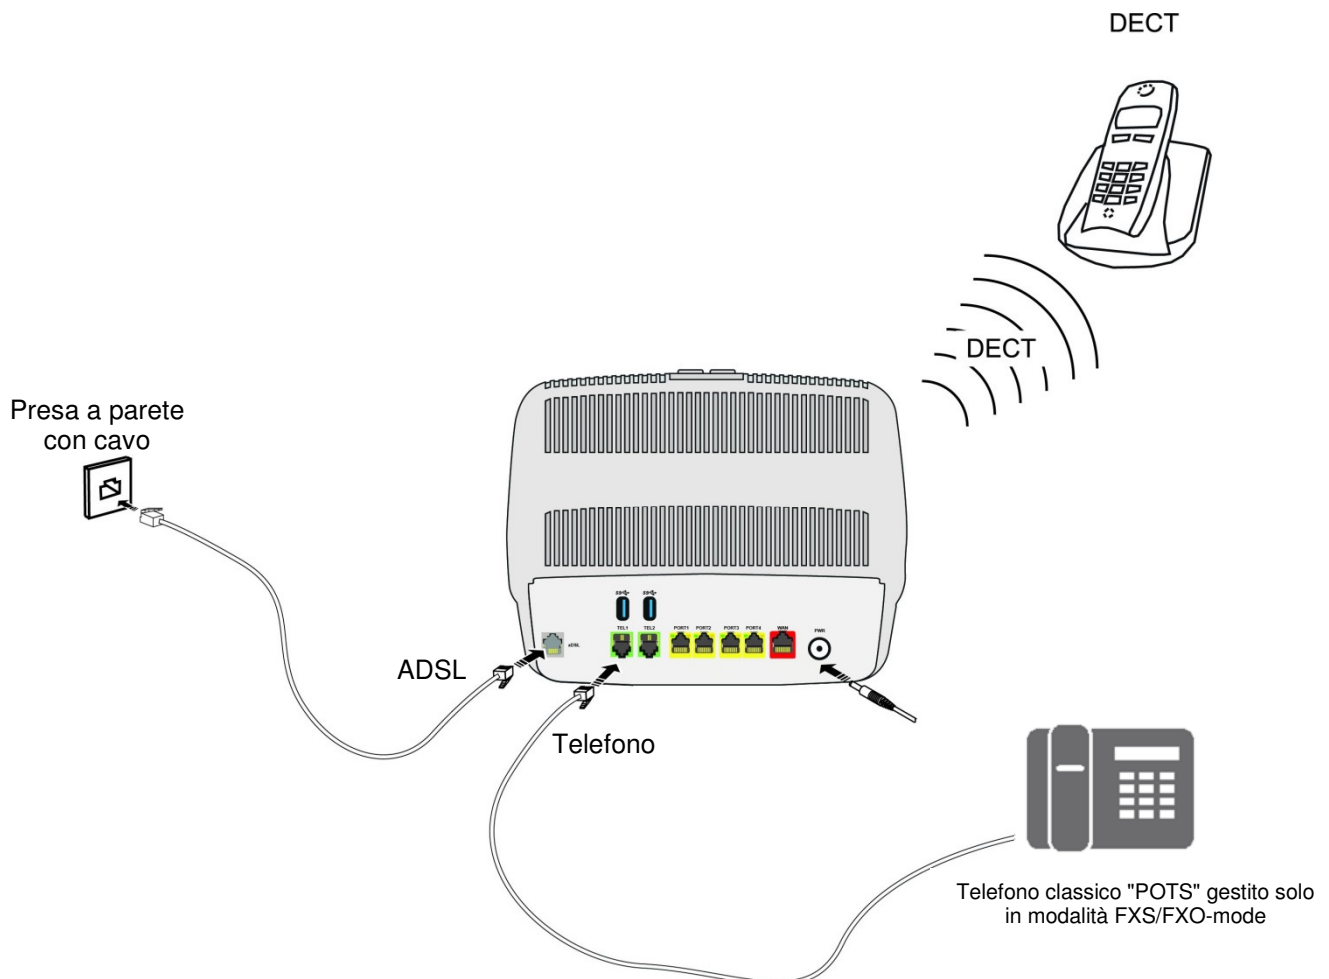 DECT
DECT
Presa a parete
con cavo
TEL1 TEL2 PORT1 PORT2 PORT3 PORT4 WAN PWR
xDSL
ADSL
Telefono
Telefono classico "POTS" gestito solo
in modalità FXS/FXO-mode